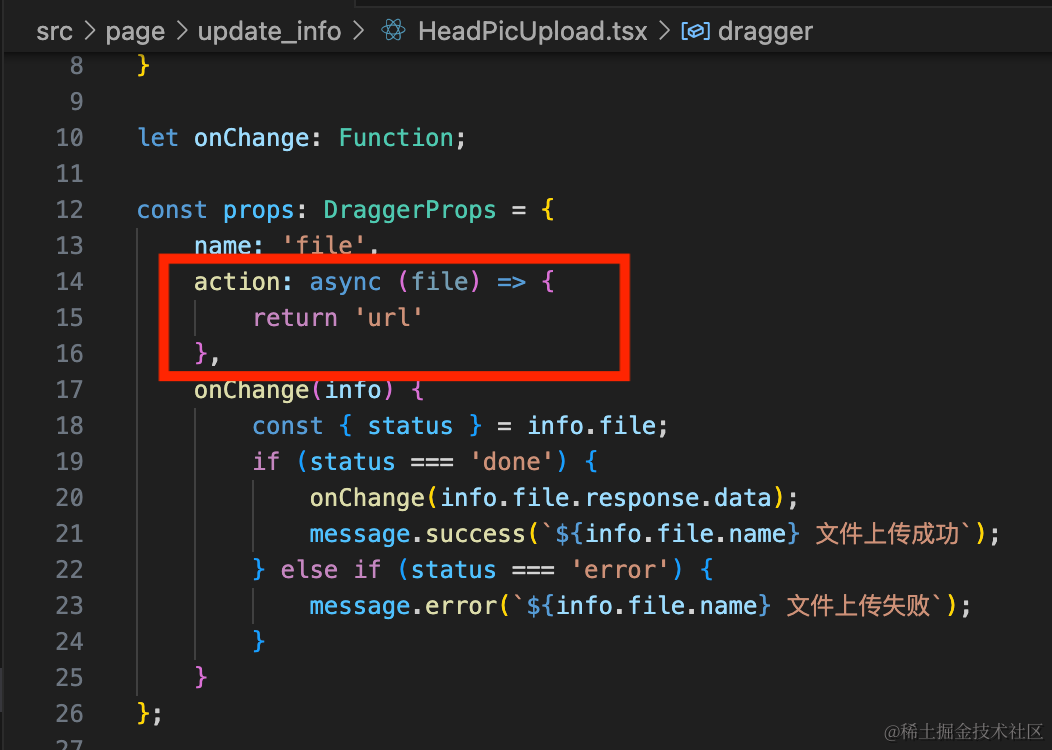 src > page > update_info > HeadPicUpload.tsx > dragger
8 }
9
10 let onChange: Function;
11
12 const props: DraggerProps = {
13 name: 'file',
14 action: async (file) => {
15 return 'url'
16 },
17 onChange(info) {
18 const { status } = info.file;
19 if (status === 'done') {
20 onChange(info.file.response.data);
21 message.success(`${info.file.name} 文件上传成功`);
22 } else if (status === 'error') {
23 message.error(`${info.file.name} 文件上传失败`);
24 }
25 }
26 };
27
@稀土掘金技术社区